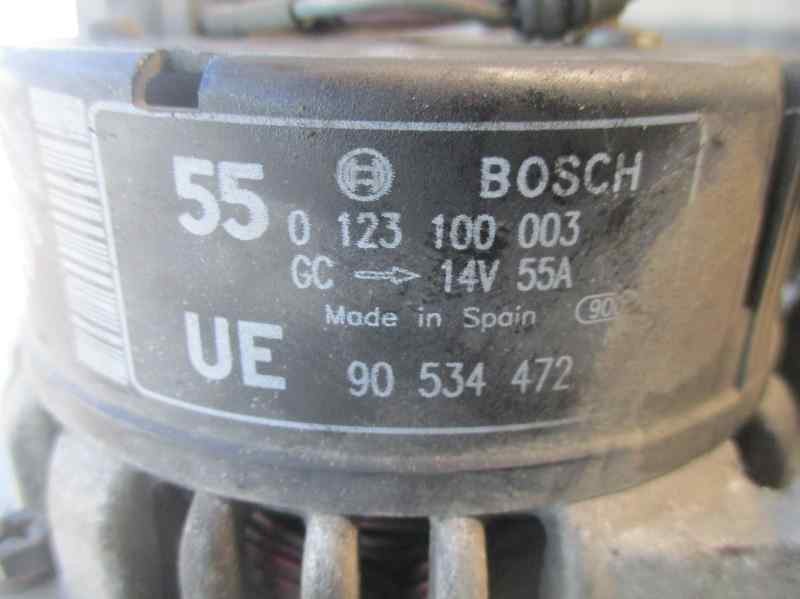 55 BOSCH
0 123 100 003
GC → 14V 55A
Made in Spain
UE 90 534 472